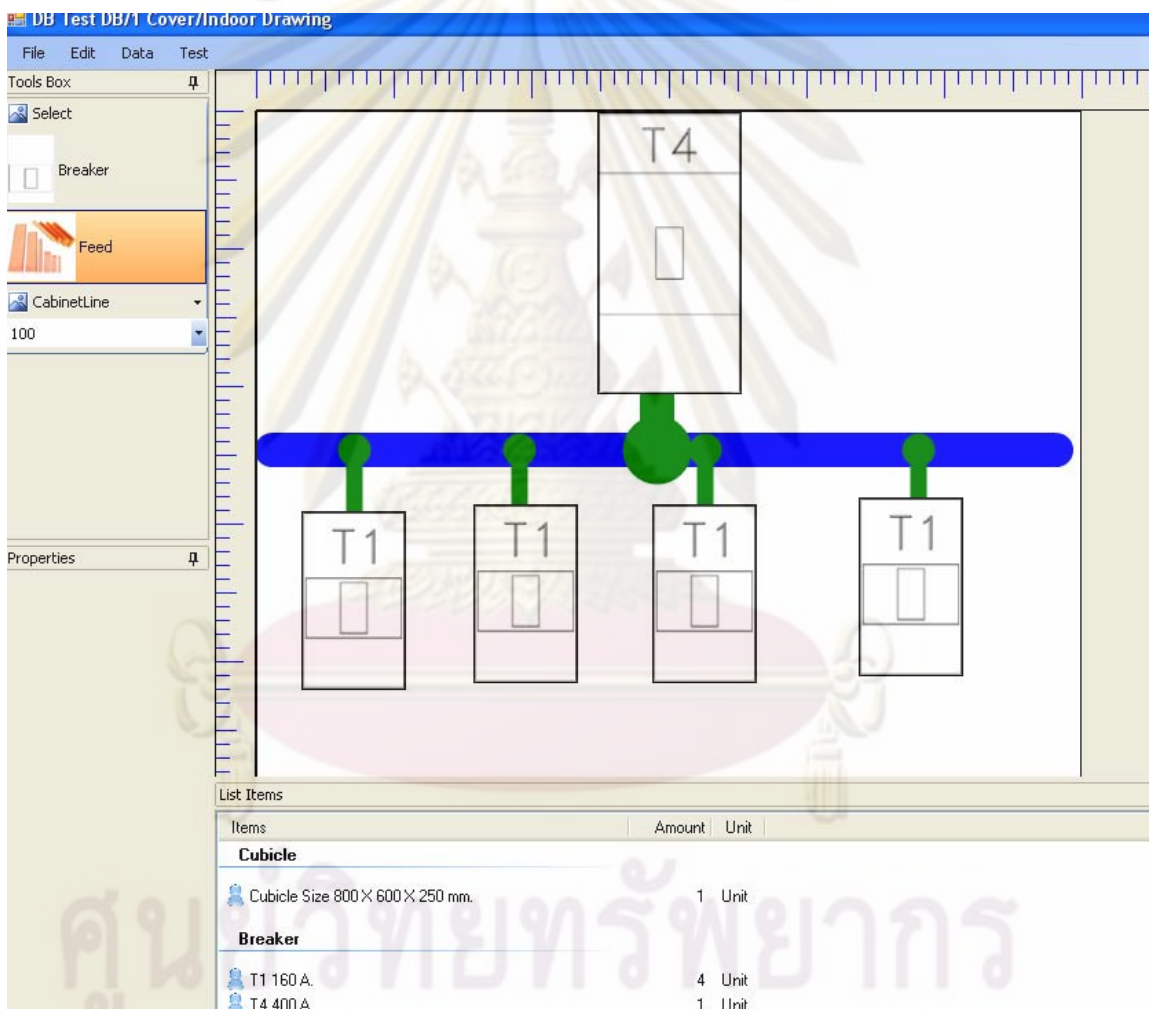 DB Test DB/1 Cover/Indoor Drawing
File Edit Data Test
Tools Box
Select
Breaker
Feed
CabinetLine
100
Properties
T4
T1 T1 T1 T1
List Items
Items Amount Unit
Cubicle
Cubicle Size 800 X 600 X 250 mm. 1 Unit
Breaker
T1 160 A. 4 Unit
T4 400 A. 1 Unit
ศูนย์วิทยทรัพยากร